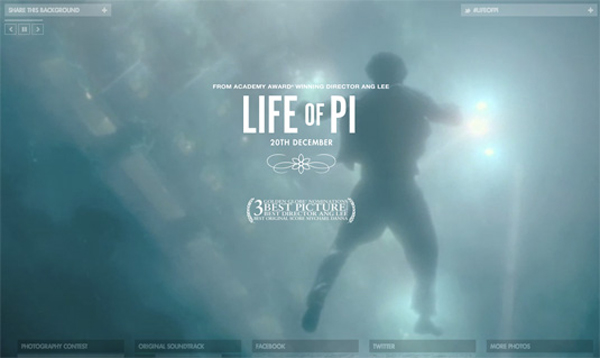 SHARE THIS BACKGROUND +
#LIFEOFPI +
FROM ACADEMY AWARD® WINNING DIRECTOR ANG LEE
LIFE OF PI
20TH DECEMBER
3 GOLDEN GLOBE® NOMINATIONS
BEST PICTURE
BEST DIRECTOR ANG LEE
BEST ORIGINAL SCORE MYCHAEL DANNA
PHOTOGRAPHY CONTEST
ORIGINAL SOUNDTRACK
FACEBOOK
TWITTER
MORE PHOTOS